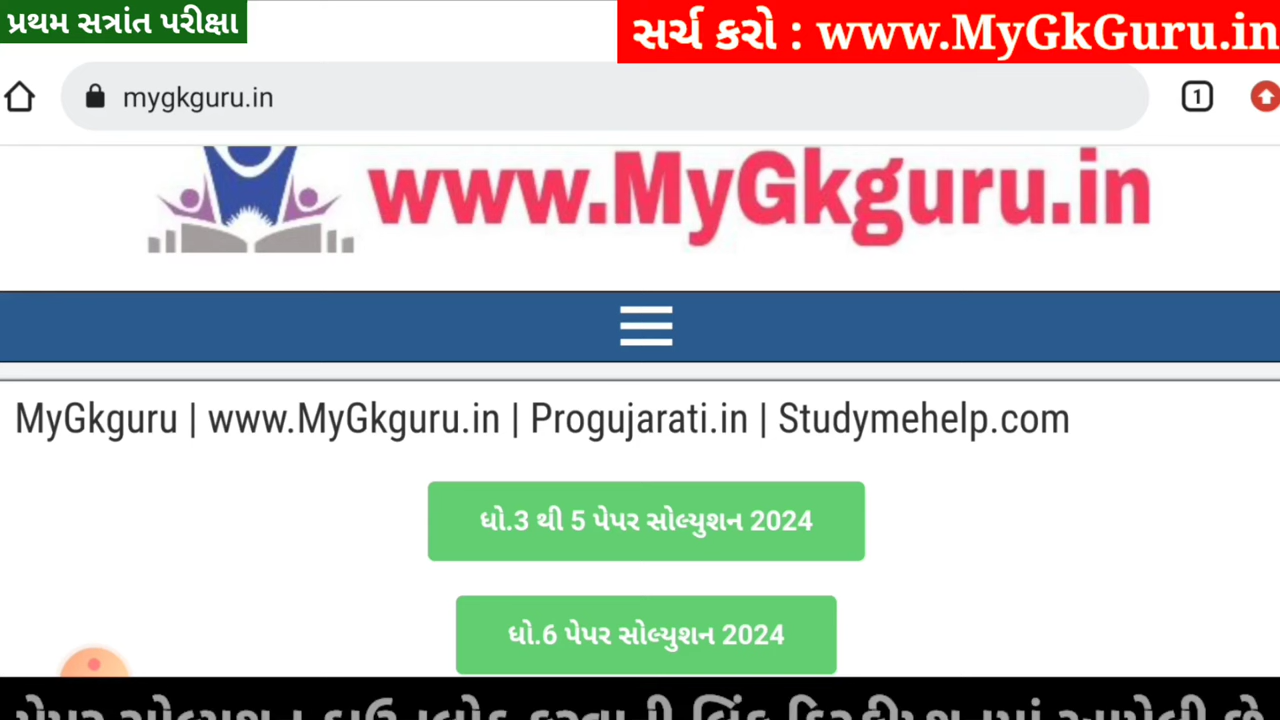 પ્રથમ સત્રાંત પરીક્ષા
સર્ચ કરો : www.MyGkGuru.in
mygkguru.in
1
www.MyGkguru.in
MyGkguru | www.MyGkguru.in | Progujarati.in | Studymehelp.com
ધો.3 થી 5 પેપર સોલ્યુશન 2024
ધો.6 પેપર સોલ્યુશન 2024